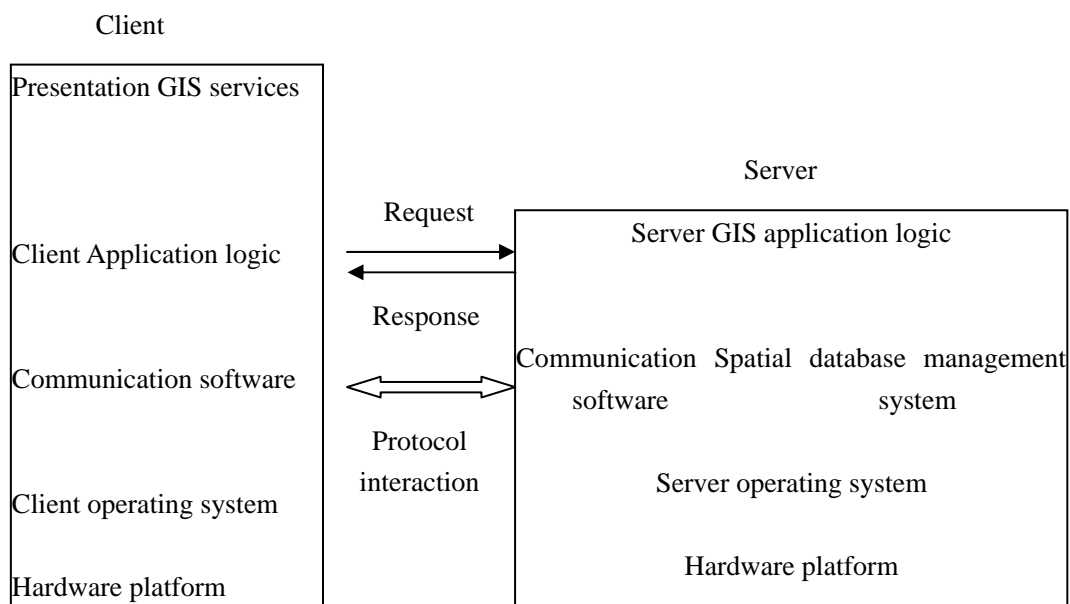 Client
Presentation GIS services
Server
Request
Server GIS application logic
Client Application logic
Response
Communication Spatial database management
software system
Communication software
Protocol
interaction
Server operating system
Client operating system
Hardware platform
Hardware platform